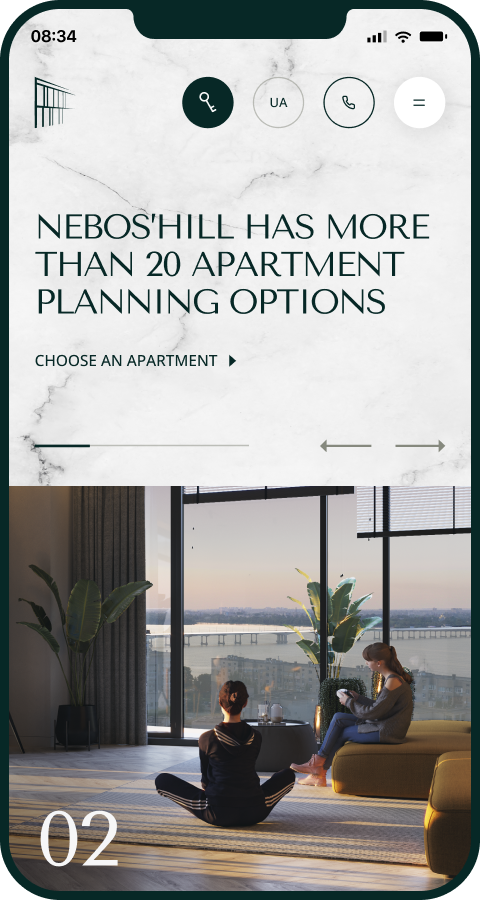 08:34
UA
NEBOS'HILL HAS MORE
THAN 20 APARTMENT
PLANNING OPTIONS
CHOOSE AN APARTMENT
02